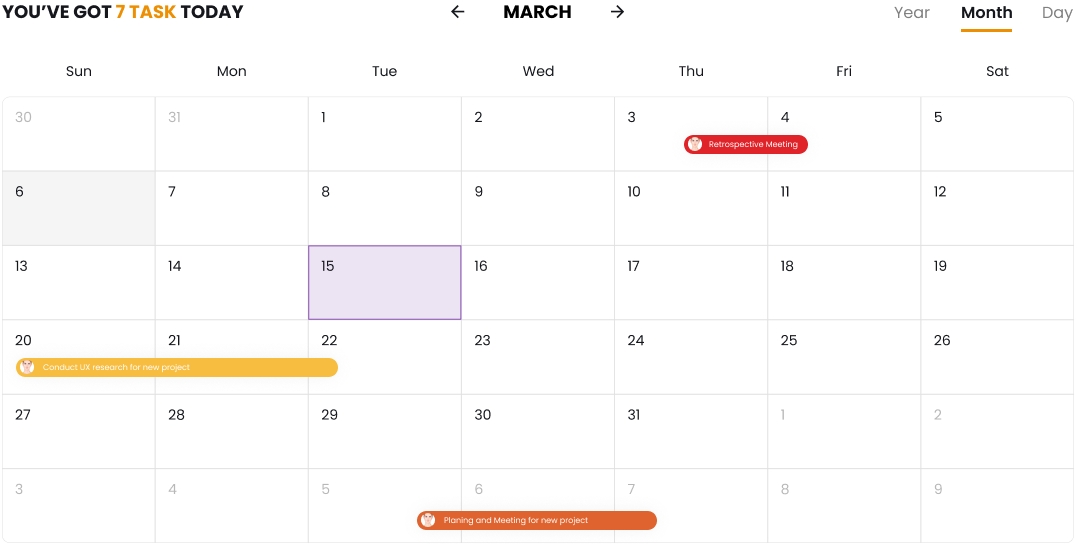 YOU'VE GOT 7 TASK TODAY
MARCH
Year Month Day
Sun Mon Tue Wed Thu Fri Sat
30 31 1 2 3 4 5
Retrospective Meeting
6 7 8 9 10 11 12
13 14 15 16 17 18 19
20 21 22 23 24 25 26
Conduct UX research for new project
27 28 29 30 31 1 2
3 4 5 6 7 8 9
Planing and Meeting for new project